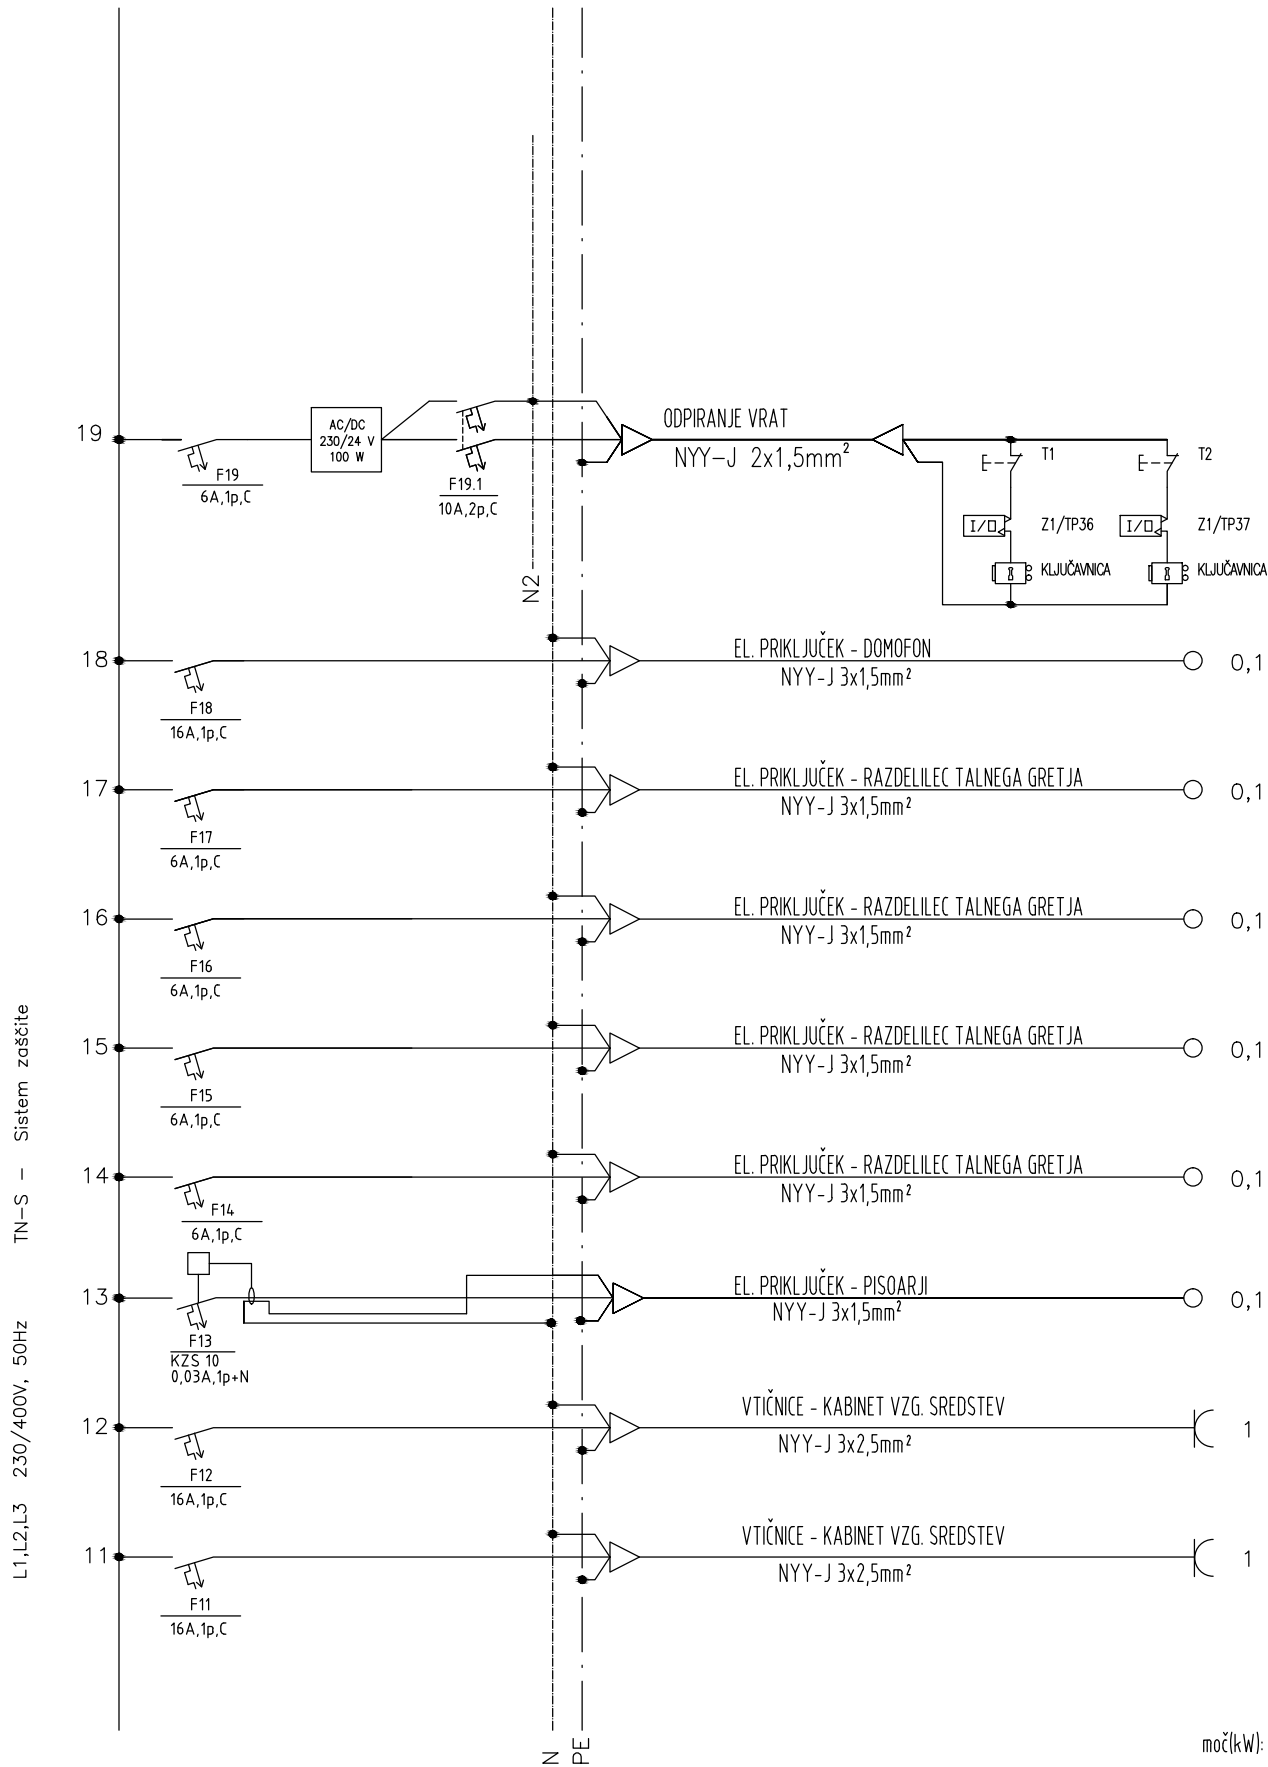 ODPIRANJE VRAT
19
AC/DC
230/24 V
100 W
NYY-J 2x1,5mm²
T1
T2
F19
6A,1p,C
F19.1
10A,2p,C
I/O
Z1/TP36
I/O
Z1/TP37
KLJUČAVNICA
KLJUČAVNICA
N2
18
EL. PRIKLJUČEK - DOMOFON
0,1
NYY-J 3x1,5mm²
F18
16A,1p,C
17
EL. PRIKLJUČEK - RAZDELILEC TALNEGA GRETJA
0,1
NYY-J 3x1,5mm²
F17
6A,1p,C
16
EL. PRIKLJUČEK - RAZDELILEC TALNEGA GRETJA
0,1
NYY-J 3x1,5mm²
F16
6A,1p,C
15
EL. PRIKLJUČEK - RAZDELILEC TALNEGA GRETJA
0,1
NYY-J 3x1,5mm²
F15
6A,1p,C
14
EL. PRIKLJUČEK - RAZDELILEC TALNEGA GRETJA
0,1
NYY-J 3x1,5mm²
F14
6A,1p,C
13
EL. PRIKLJUČEK - PISOARJI
0,1
NYY-J 3x1,5mm²
F13
KZS 10
0,03A,1p+N
12
VTIČNICE - KABINET VZG. SREDSTEV
1
NYY-J 3x2,5mm²
F12
16A,1p,C
11
VTIČNICE - KABINET VZG. SREDSTEV
1
NYY-J 3x2,5mm²
F11
16A,1p,C
L1,L2,L3 230/400V, 50Hz TN-S - Sistem zaščite
N
PE
moč(kW):